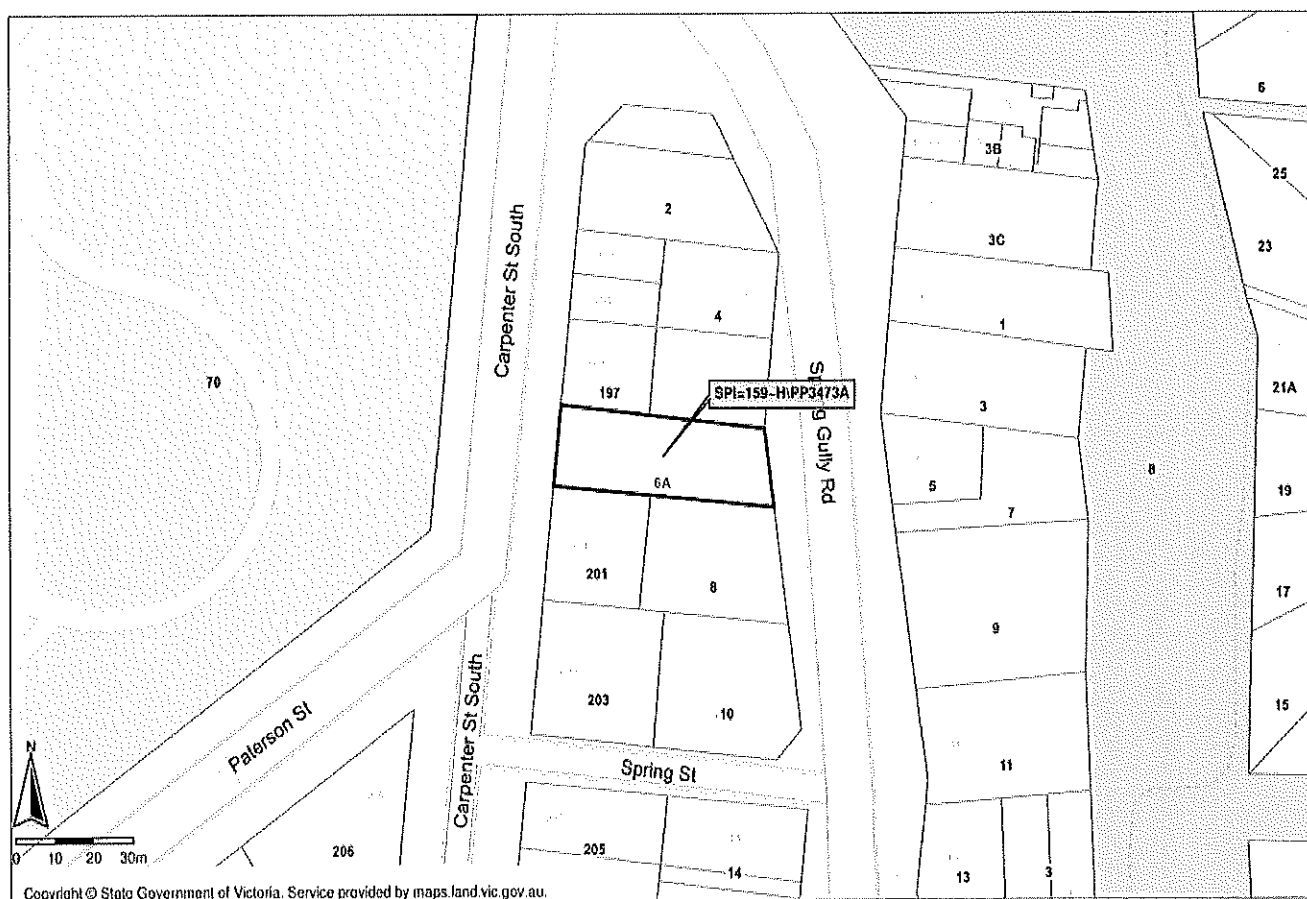 6
3B
25
Carpenter St South
2
3C
23
4
1
70
197
SPI=159~H\PP3473A
21A
3
Spring Gully Rd
6A
5
8
19
7
201
8
17
9
203
10
15
Paterson St
Carpenter St South
Spring St
11
N
0 10 20 30m
206
205
14
13
3
Copyright © State Government of Victoria. Service provided by maps.land.vic.gov.au.